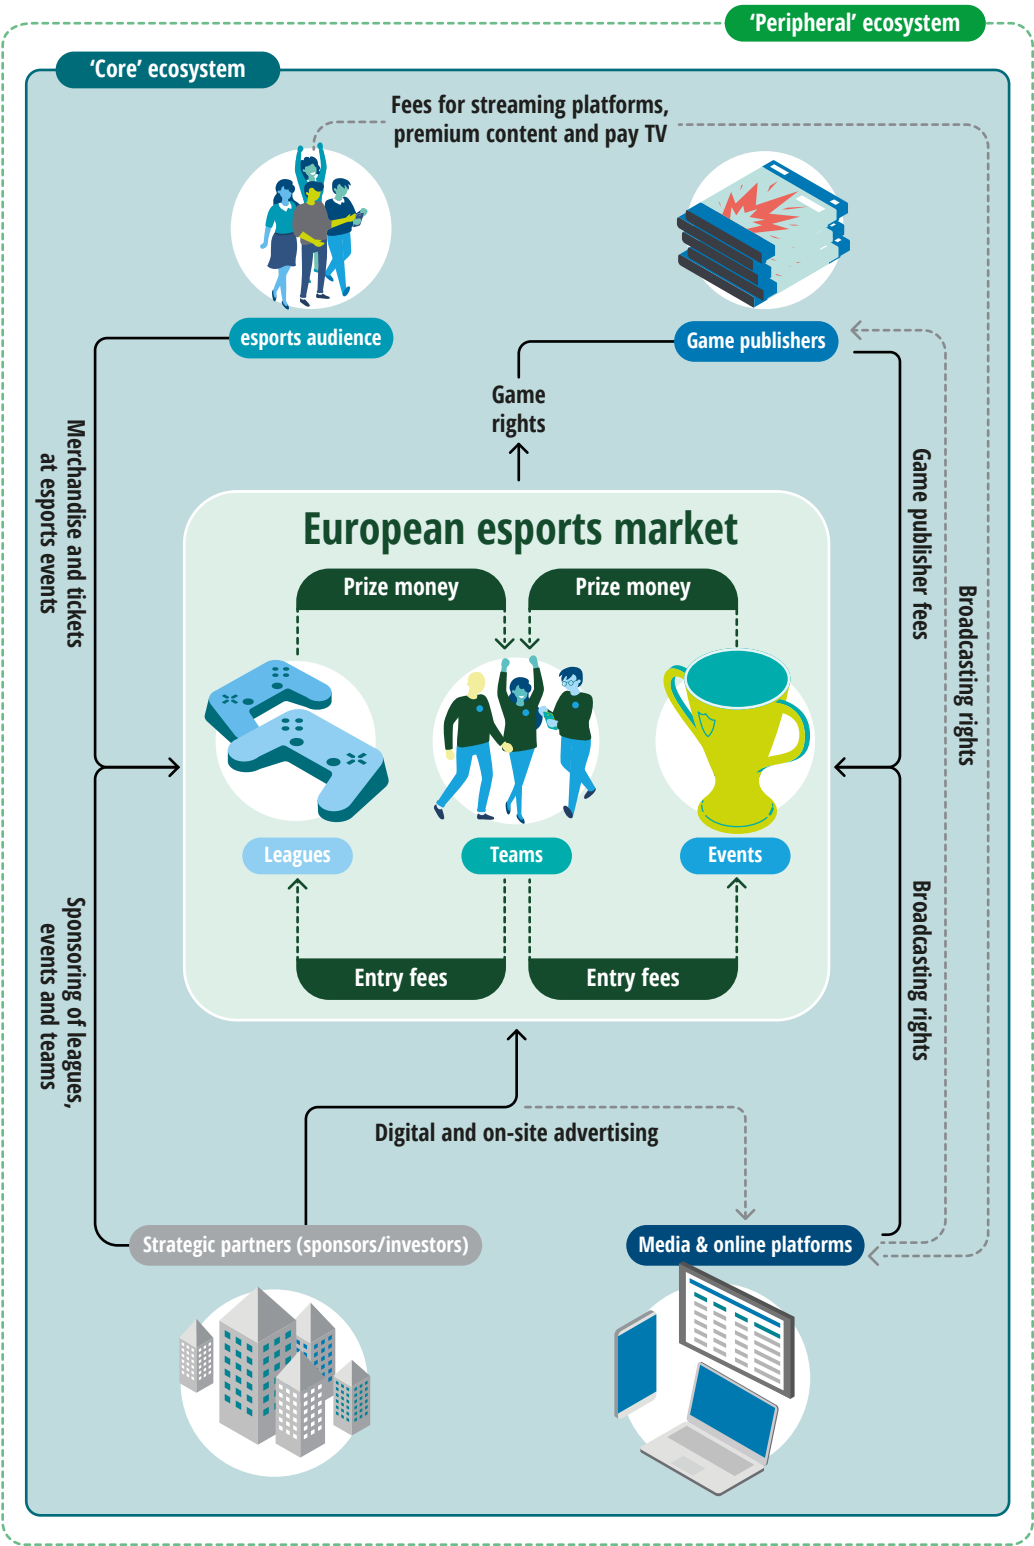 ‘Peripheral’ ecosystem
‘Core’ ecosystem
Fees for streaming platforms,
premium content and pay TV
esports audience
Game publishers
Game
rights
Merchandise and tickets
at esports events
Game publisher fees
Broadcasting rights
European esports market
Prize money
Prize money
Leagues
Teams
Events
Entry fees
Entry fees
Sponsoring of leagues,
events and teams
Broadcasting rights
Digital and on-site advertising
Strategic partners (sponsors/investors)
Media & online platforms